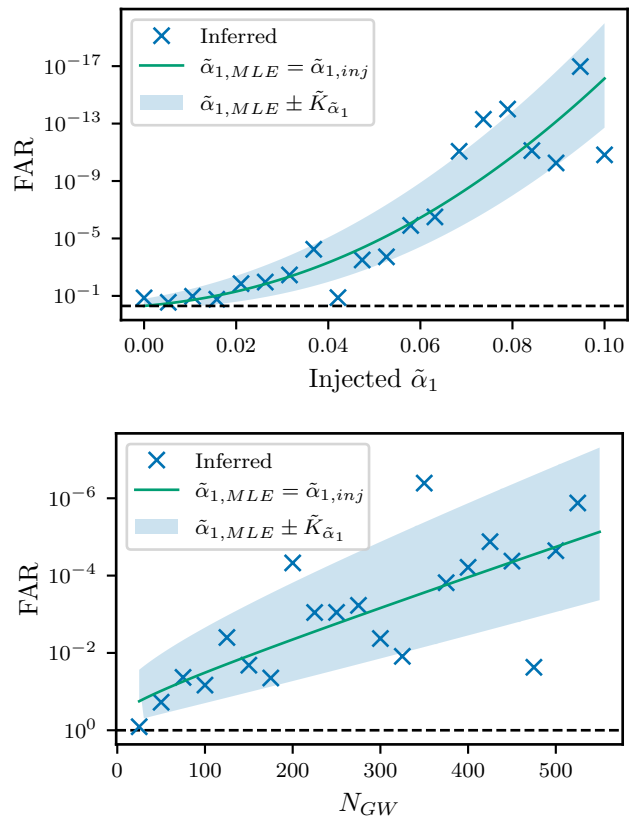 10⁻¹⁷
10⁻¹³
10⁻⁹
10⁻⁵
10⁻¹
FAR
Inferred
α̃₁,MLE = α̃₁,inj
α̃₁,MLE ± K̃α̃₁
0.00 0.02 0.04 0.06 0.08 0.10
Injected α̃₁
10⁻⁶
10⁻⁴
10⁻²
10⁰
FAR
Inferred
α̃₁,MLE = α̃₁,inj
α̃₁,MLE ± K̃α̃₁
0 100 200 300 400 500
N_GW